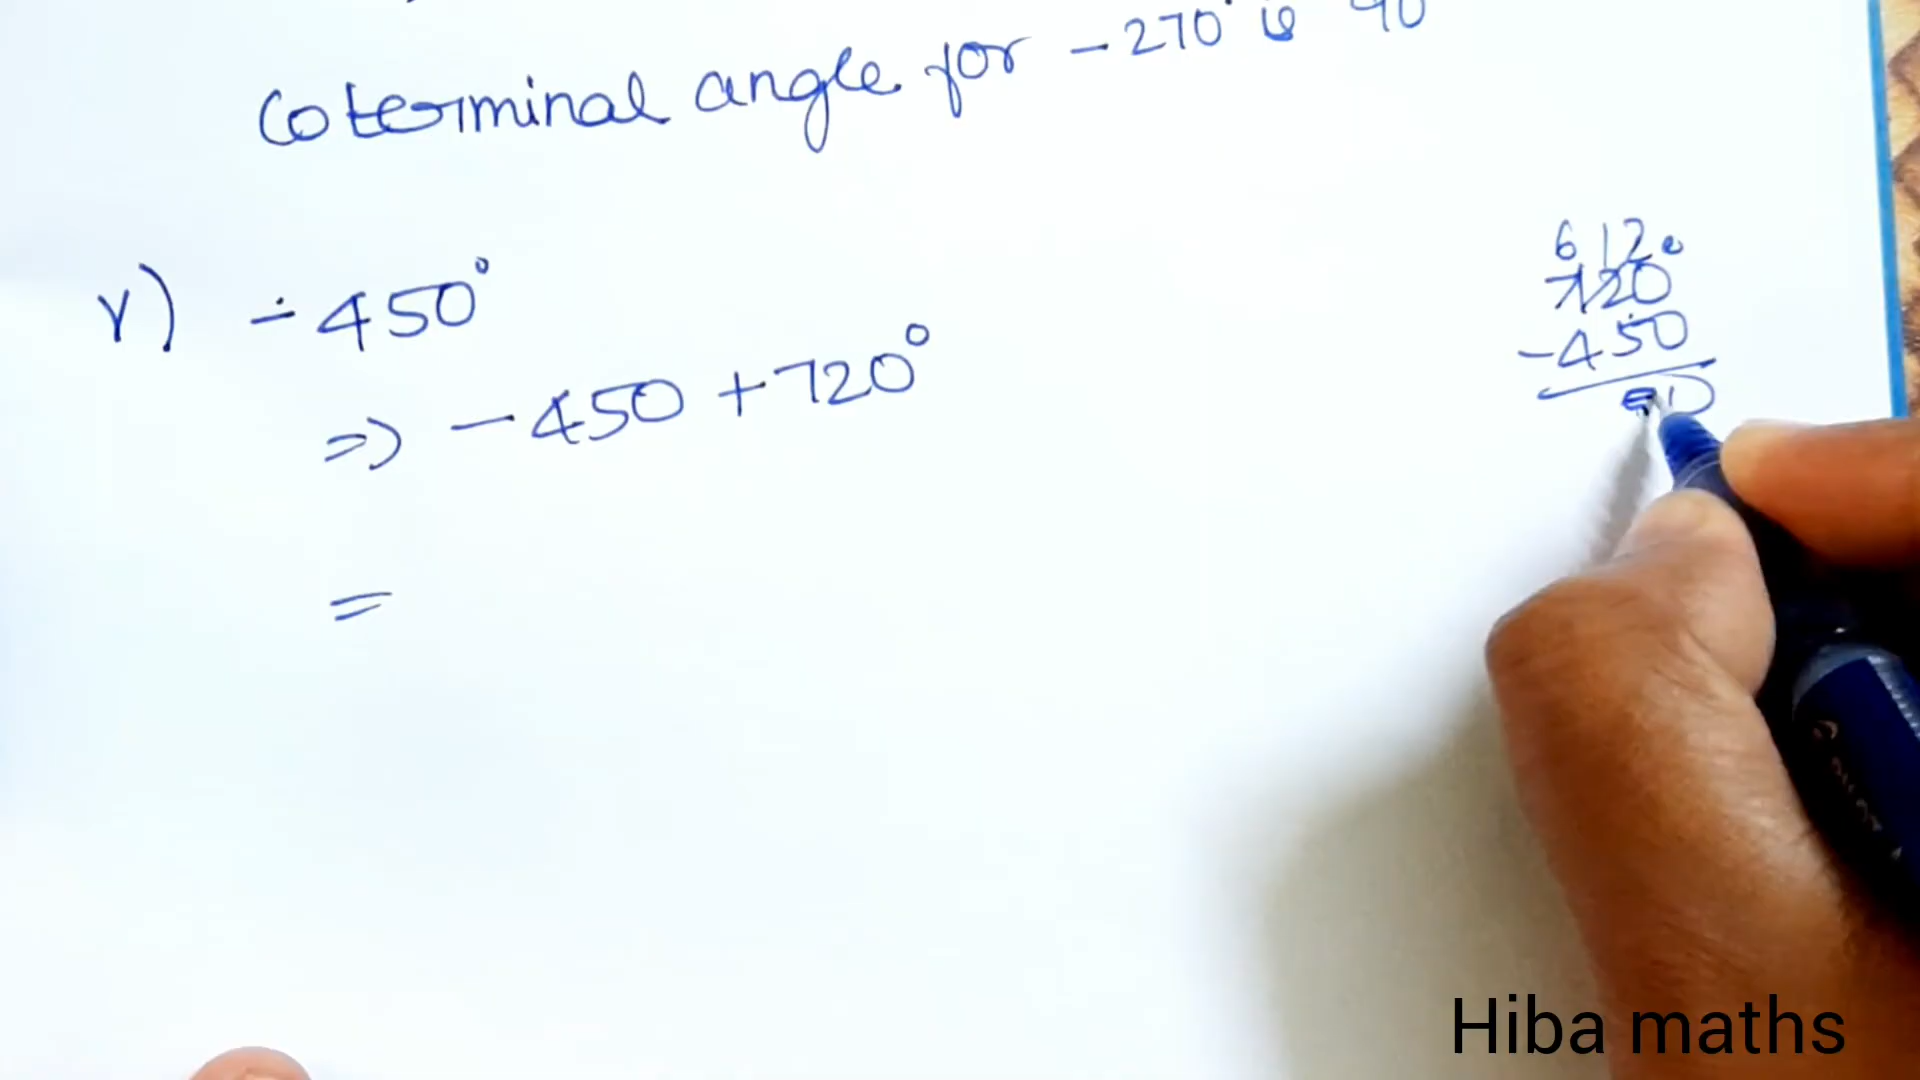 Coterminal angle for -270° is 90
v) -450°
=> -450 + 720°
=
6 12
720
-450
Hiba maths